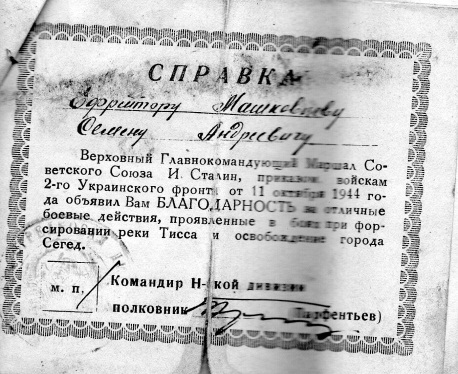 СПРАВКА
Ефрейтору Машковцеву
Семену Андреевичу
Верховный Главнокомандующий Маршал Со-
ветского Союза И. Сталин, приказом войскам
2-го Украинского фронта от 11 октября 1944 го-
да объявил Вам БЛАГОДАРНОСТЬ за отличные
боевые действия, проявленные в боях при фор-
сировании реки Тисса и освобождение города
Сегед.
м. п.
Командир Н-ской дивизии
полковник
(Парфентьев)